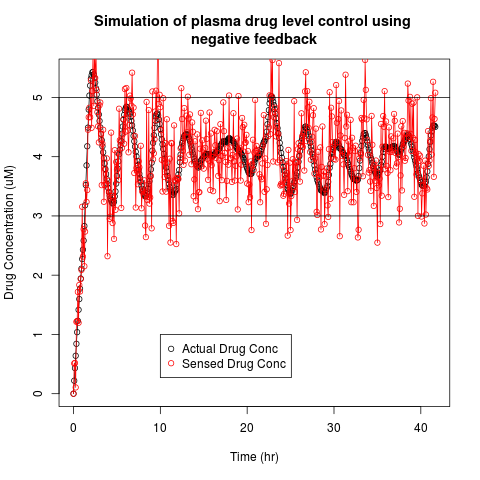 Simulation of plasma drug level control using
negative feedback
Drug Concentration (uM)
5
4
3
2
1
0
Actual Drug Conc
Sensed Drug Conc
0 10 20 30 40
Time (hr)